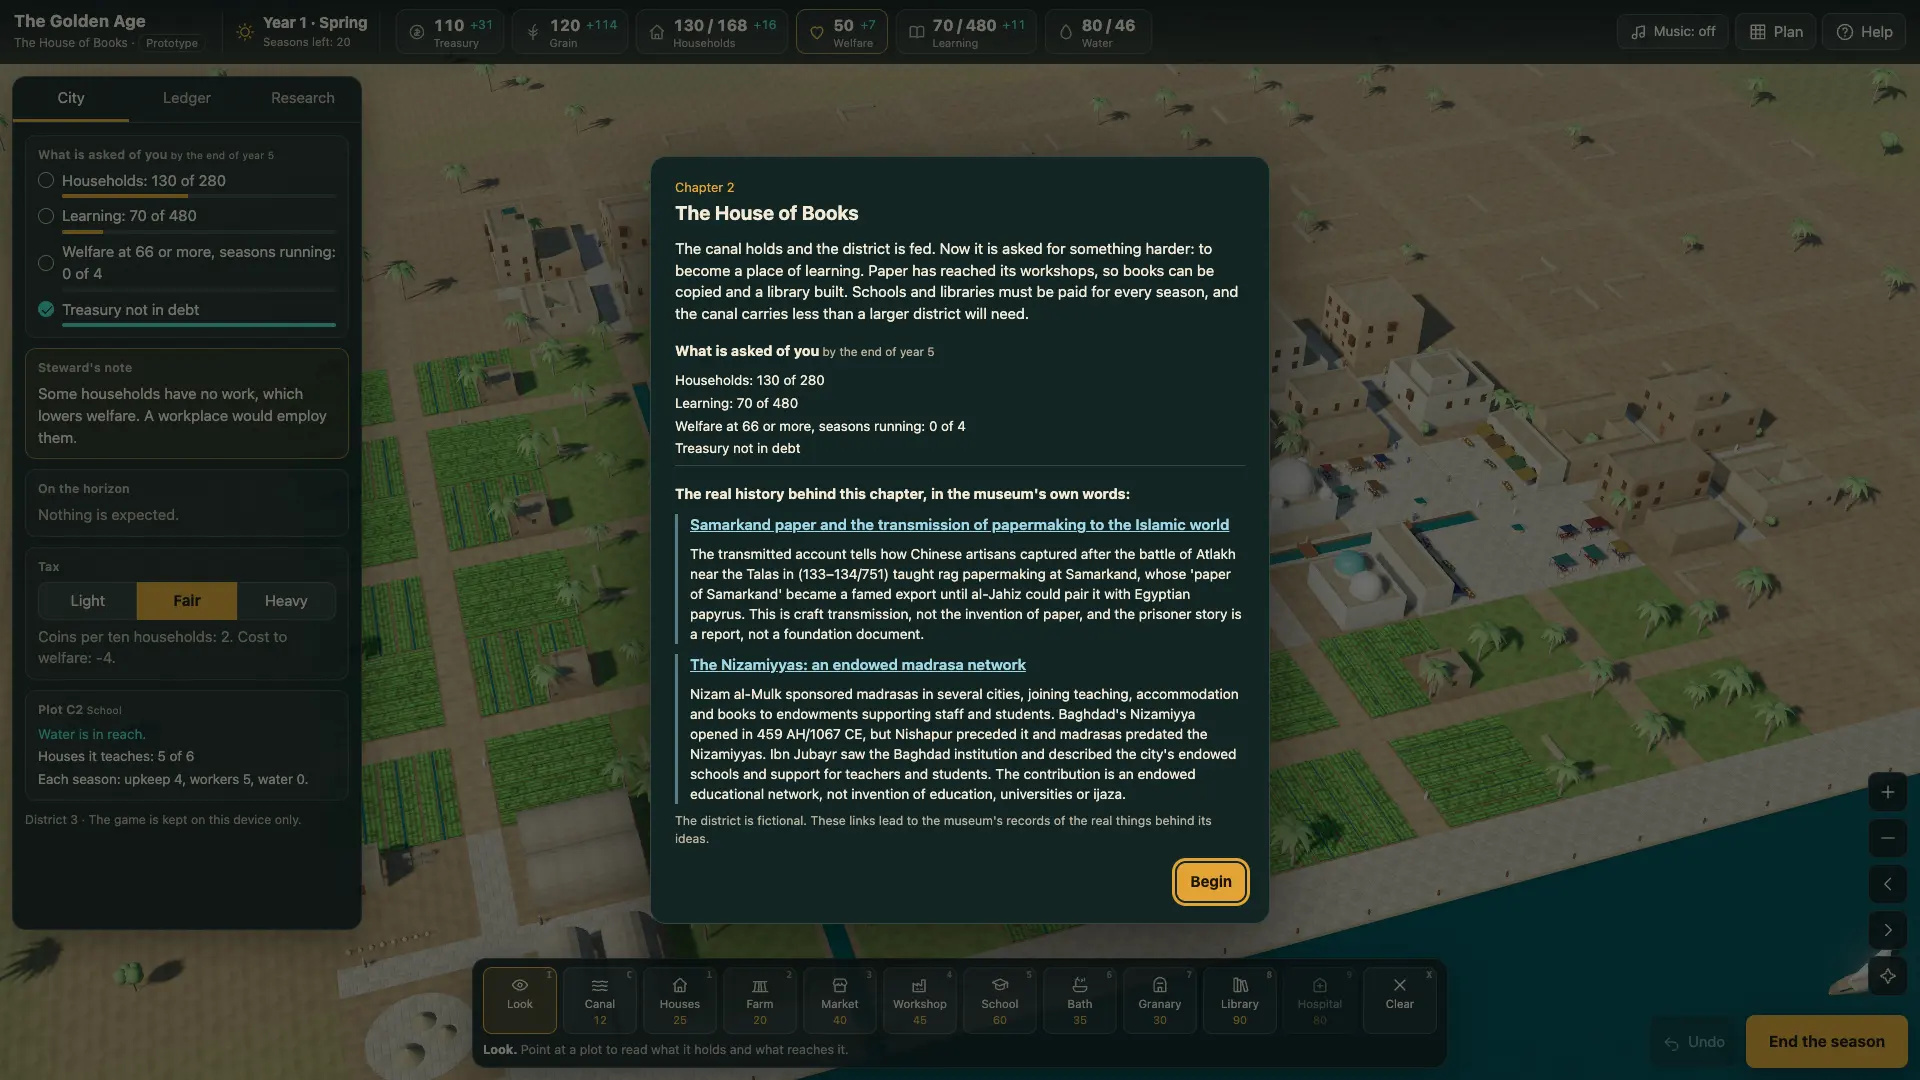 The Golden Age
The House of Books · Prototype
Year 1 · Spring
Seasons left: 20
110 +31
Treasury
120 +114
Grain
130 / 168 +16
Households
50 +7
Welfare
70 / 480 +11
Learning
80 / 46
Water
Music: off
Plan
Help
City
Ledger
Research
What is asked of you by the end of year 5
Households: 130 of 280
Learning: 70 of 480
Welfare at 66 or more, seasons running:
0 of 4
Treasury not in debt
Steward's note
Some households have no work, which
lowers welfare. A workplace would employ
them.
On the horizon
Nothing is expected.
Tax
Light
Fair
Heavy
Coins per ten households: 2. Cost to
welfare: -4.
Plot C2 School
Water is in reach.
Houses it teaches: 5 of 6
Each season: upkeep 4, workers 5, water 0.
District 3 · The game is kept on this device only.
Chapter 2
The House of Books
The canal holds and the district is fed. Now it is asked for something harder: to
become a place of learning. Paper has reached its workshops, so books can be
copied and a library built. Schools and libraries must be paid for every season, and
the canal carries less than a larger district will need.
What is asked of you by the end of year 5
Households: 130 of 280
Learning: 70 of 480
Welfare at 66 or more, seasons running: 0 of 4
Treasury not in debt
The real history behind this chapter, in the museum's own words:
Samarkand paper and the transmission of papermaking to the Islamic world
The transmitted account tells how Chinese artisans captured after the battle of Atlakh
near the Talas in (133–134/751) taught rag papermaking at Samarkand, whose 'paper
of Samarkand' became a famed export until al-Jahiz could pair it with Egyptian
papyrus. This is craft transmission, not the invention of paper, and the prisoner story is
a report, not a foundation document.
The Nizamiyyas: an endowed madrasa network
Nizam al-Mulk sponsored madrasas in several cities, joining teaching, accommodation
and books to endowments supporting staff and students. Baghdad's Nizamiyya
opened in 459 AH/1067 CE, but Nishapur preceded it and madrasas predated the
Nizamiyyas. Ibn Jubayr saw the Baghdad institution and described the city's endowed
schools and support for teachers and students. The contribution is an endowed
educational network, not invention of education, universities or ijaza.
The district is fictional. These links lead to the museum's records of the real things behind its
ideas.
Begin
I
Look
C
Canal
12
1
Houses
25
2
Farm
20
3
Market
40
4
Workshop
45
5
School
60
6
Bath
35
7
Granary
30
8
Library
90
9
Hospital
80
X
Clear
Look. Point at a plot to read what it holds and what reaches it.
Undo
End the season